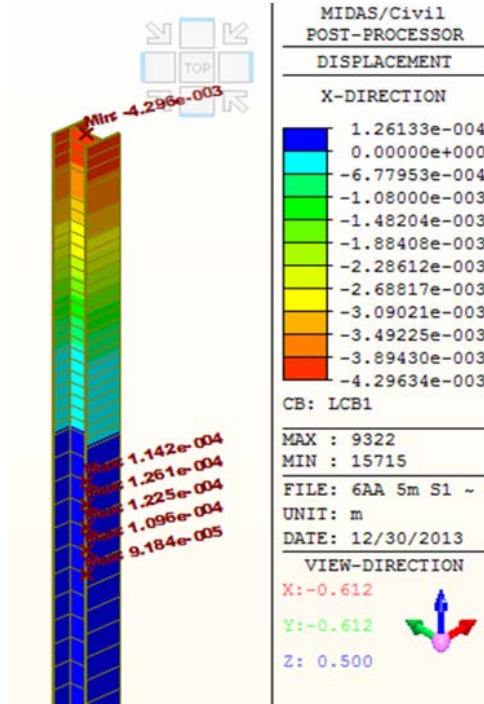 MIDAS/Civil
POST-PROCESSOR
DISPLACEMENT
X-DIRECTION
1.26133e-004
0.00000e+000
-6.77953e-004
-1.08000e-003
-1.48204e-003
-1.88408e-003
-2.28612e-003
-2.68817e-003
-3.09021e-003
-3.49225e-003
-3.89430e-003
-4.29634e-003
CB: LCB1
MAX : 9322
MIN : 15715
FILE: 6AA 5m S1 ~
UNIT: m
DATE: 12/30/2013
VIEW-DIRECTION
X:-0.612
Y:-0.612
Z: 0.500
TOP
Min: -4.296e-003
Max: 1.142e-004
Max: 1.261e-004
Max: 1.225e-004
Max: 1.096e-004
Max: 9.184e-005